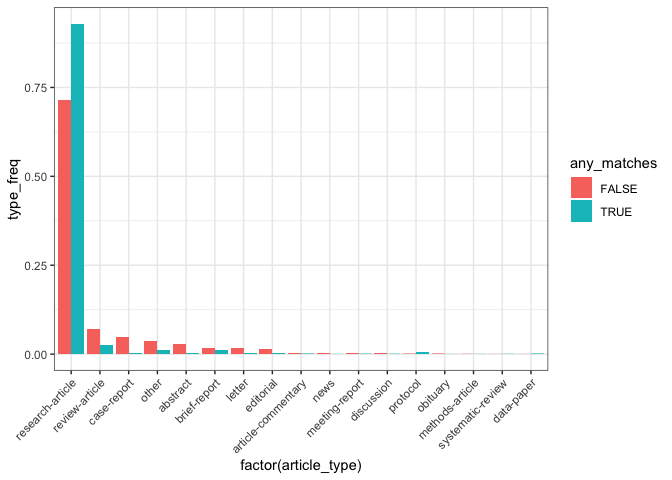 type_freq
0.75
0.50
0.25
0.00
research-article
review-article
case-report
other
abstract
brief-report
letter
editorial
article-commentary
news
meeting-report
discussion
protocol
obituary
methods-article
systematic-review
data-paper
factor(article_type)
any_matches
FALSE
TRUE